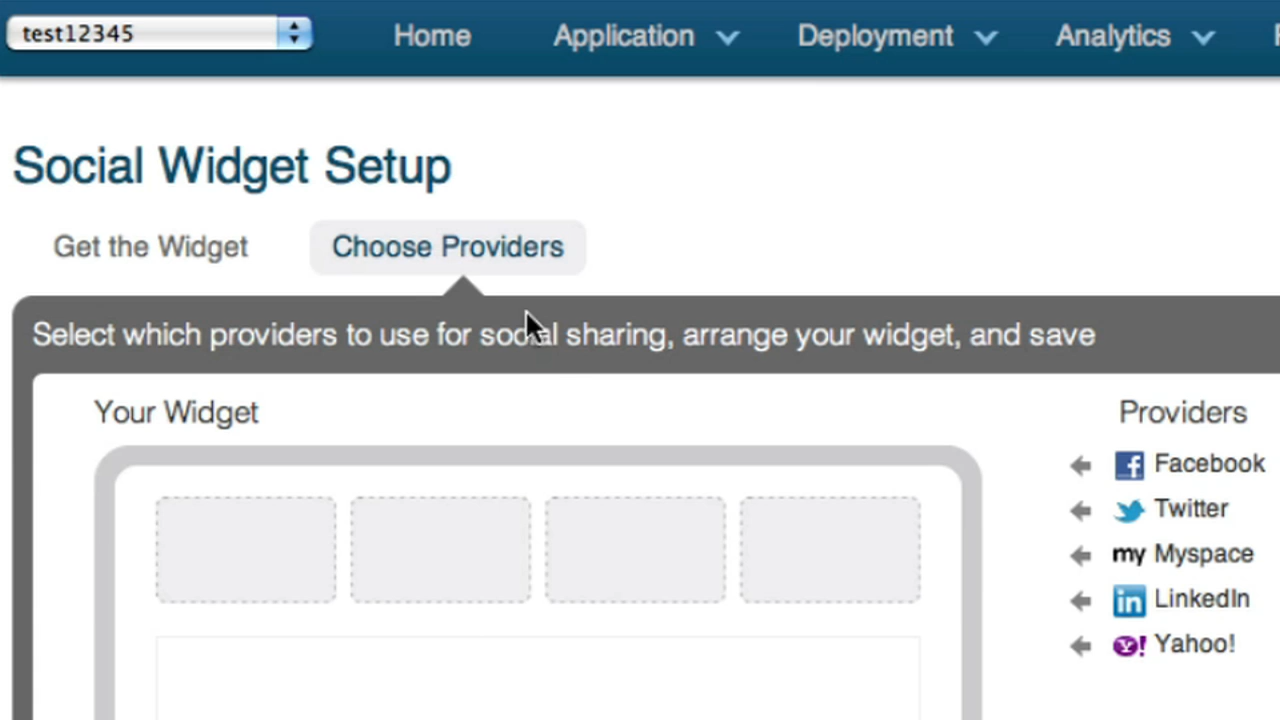 test12345 Home Application Deployment Analytics
Social Widget Setup
Get the Widget Choose Providers
Select which providers to use for social sharing, arrange your widget, and save
Your Widget
Providers
Facebook
Twitter
my Myspace
in LinkedIn
Y! Yahoo!